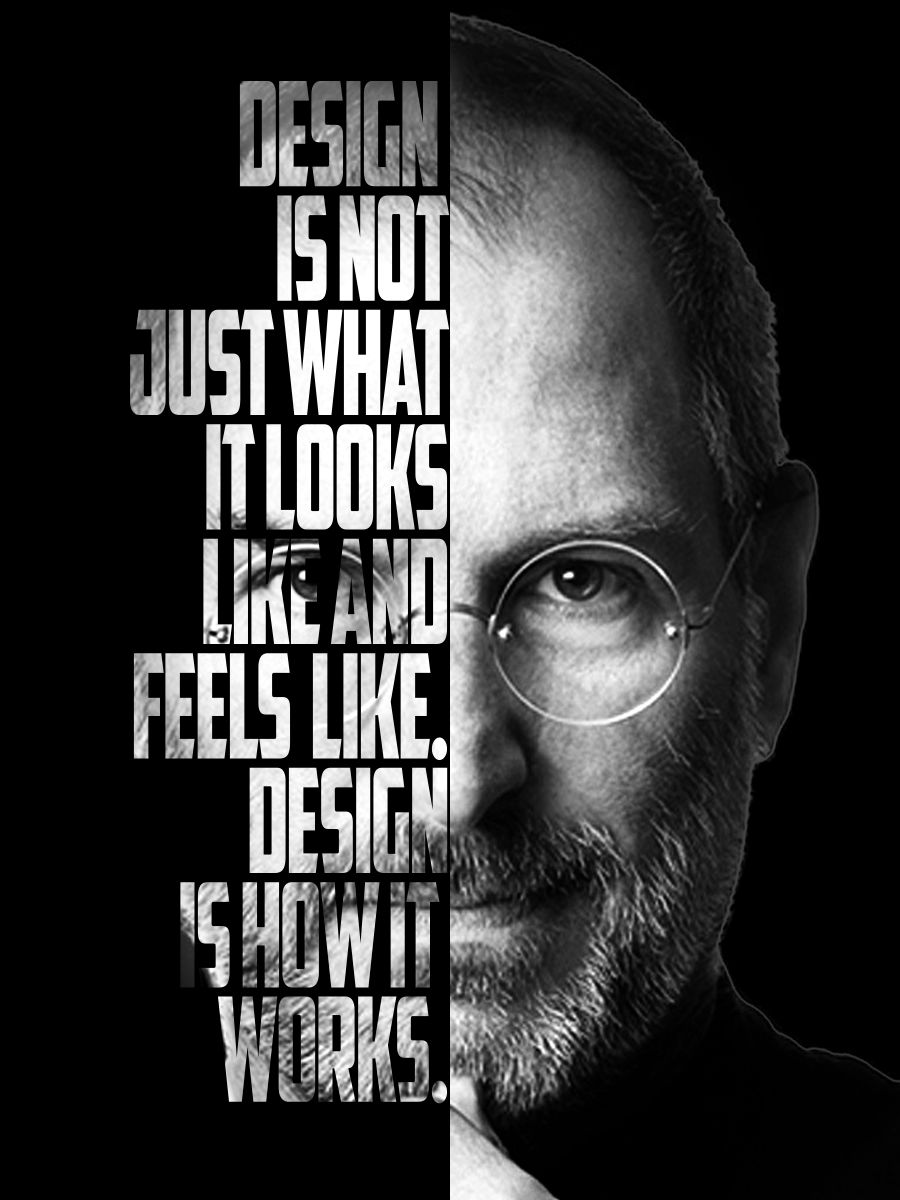 DESIGN
IS NOT
JUST WHAT
IT LOOKS
LIKE AND
FEELS LIKE.
DESIGN
IS HOW IT
WORKS.